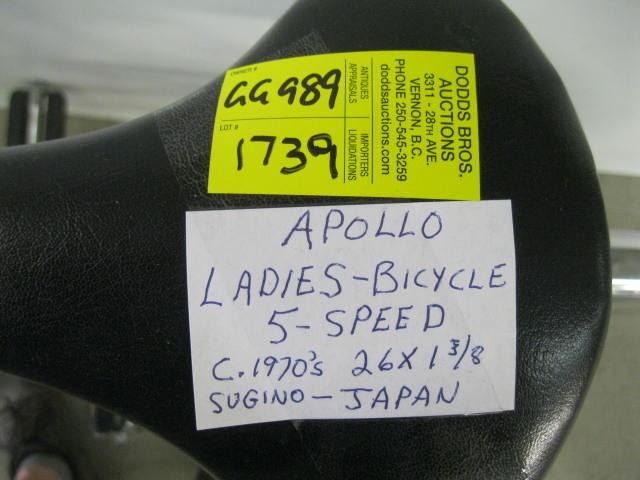 OWNER #
GG989
LOT #
1739
ANTIQUES
APPRAISALS
IMPORTERS
LIQUIDATIONS
DODDS BROS.
AUCTIONS
3311 - 28TH AVE.
VERNON, B.C.
PHONE 250-545-3259
doddsauctions.com
APOLLO
LADIES-BICYCLE
5-SPEED
C.1970's 26X1 3/8
SUGINO-JAPAN